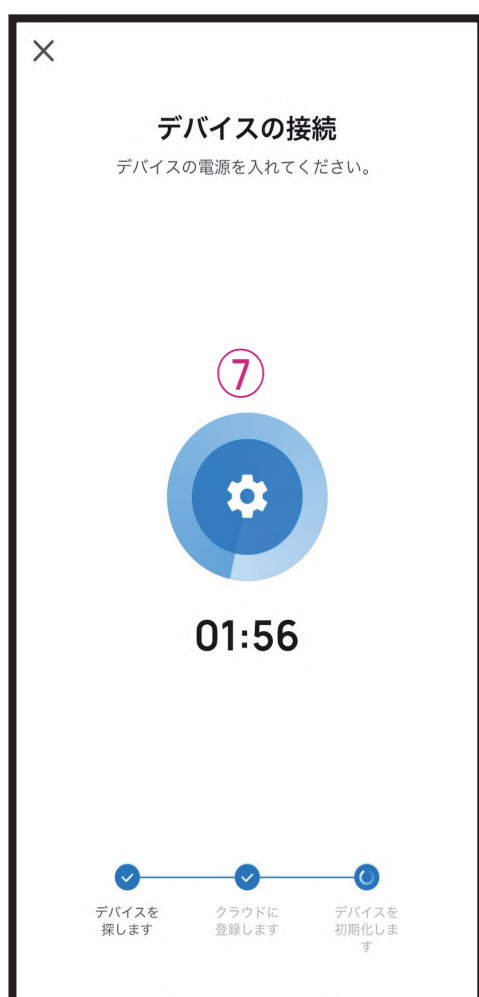 デバイスの接続
デバイスの電源を入れてください。
⑦
01:56
デバイスを
探します
クラウドに
登録します
デバイスを
初期化しま
す